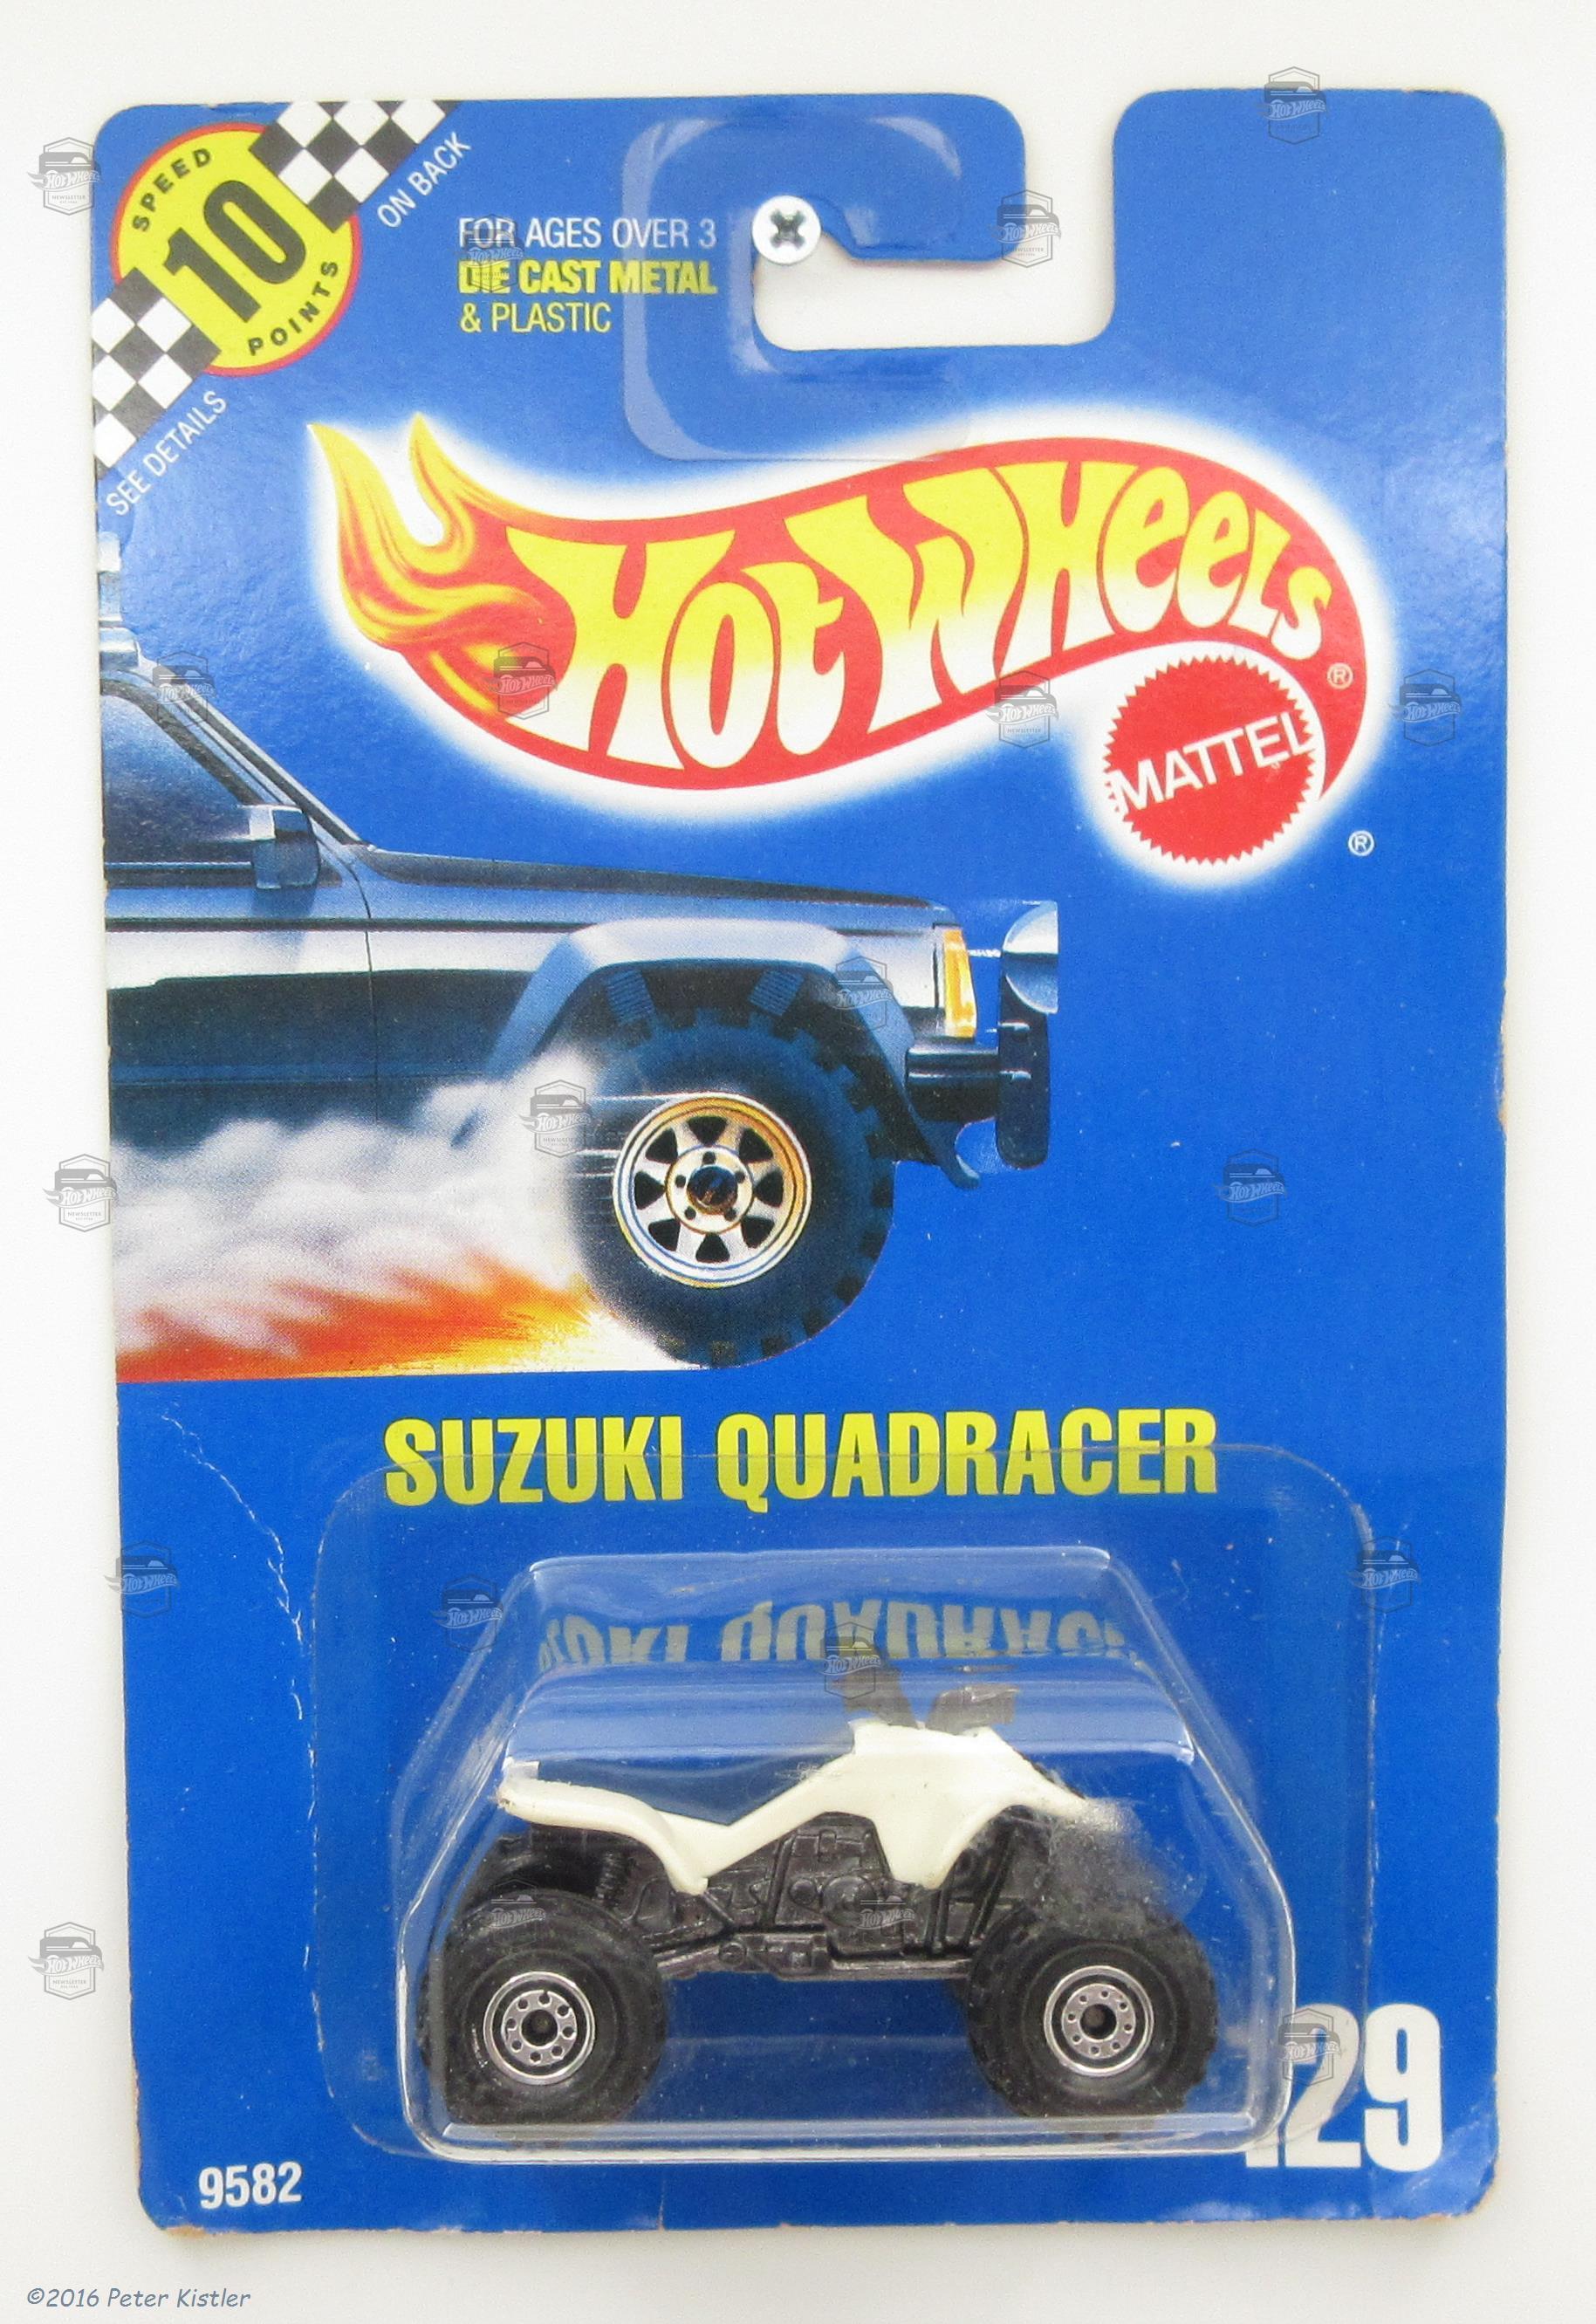 SPEED
10
POINTS
ON BACK
SEE DETAILS
FOR AGES OVER 3
DIE CAST METAL
& PLASTIC
Hot Wheels®
MATTEL
®
SUZUKI QUADRACER
129
9582
©2016 Peter Kistler